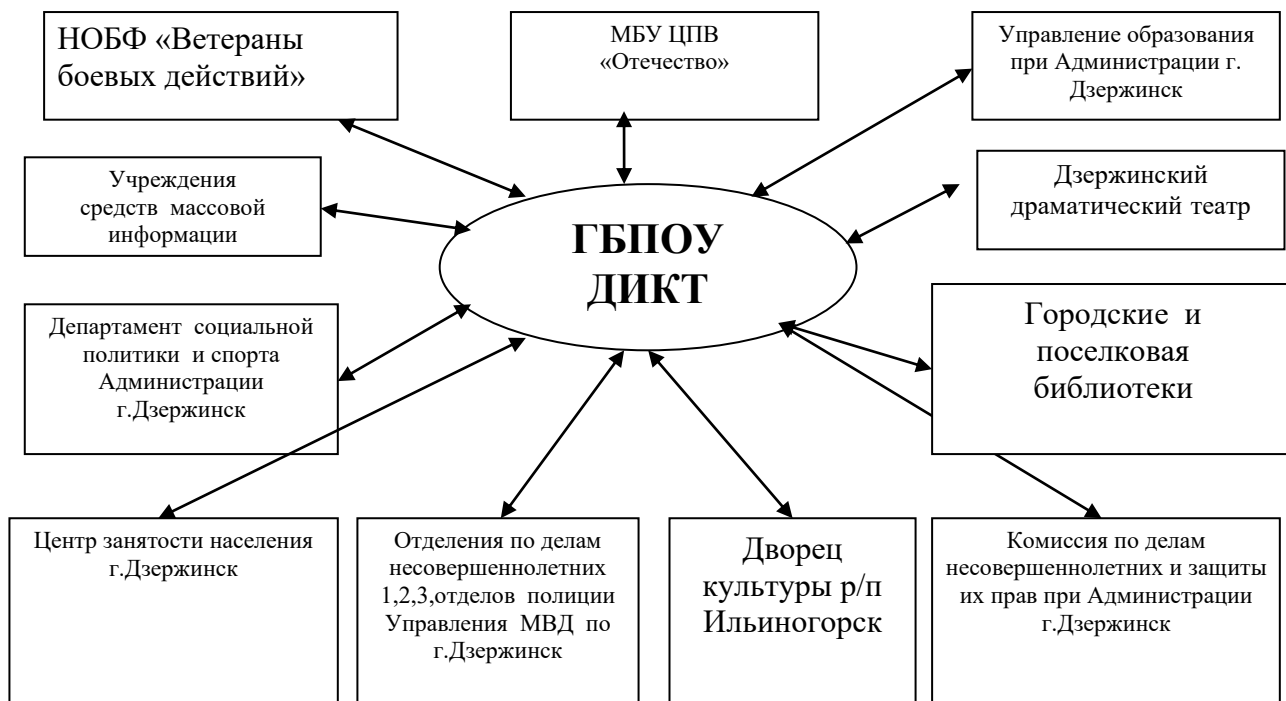 НОБФ «Ветераны
боевых действий»
МБУ ЦПВ
«Отечество»
Управление образования
при Администрации г.
Дзержинск
Учреждения
средств массовой
информации
ГБПОУ
ДИКТ
Дзержинский
драматический театр
Департамент социальной
политики и спорта
Администрации
г.Дзержинск
Городские и
поселковая
библиотеки
Центр занятости населения
г.Дзержинск
Отделения по делам
несовершеннолетних
1,2,3,отделов полиции
Управления МВД по
г.Дзержинск
Дворец
культуры р/п
Ильиногорск
Комиссия по делам
несовершеннолетних и защиты
их прав при Администрации
г.Дзержинск